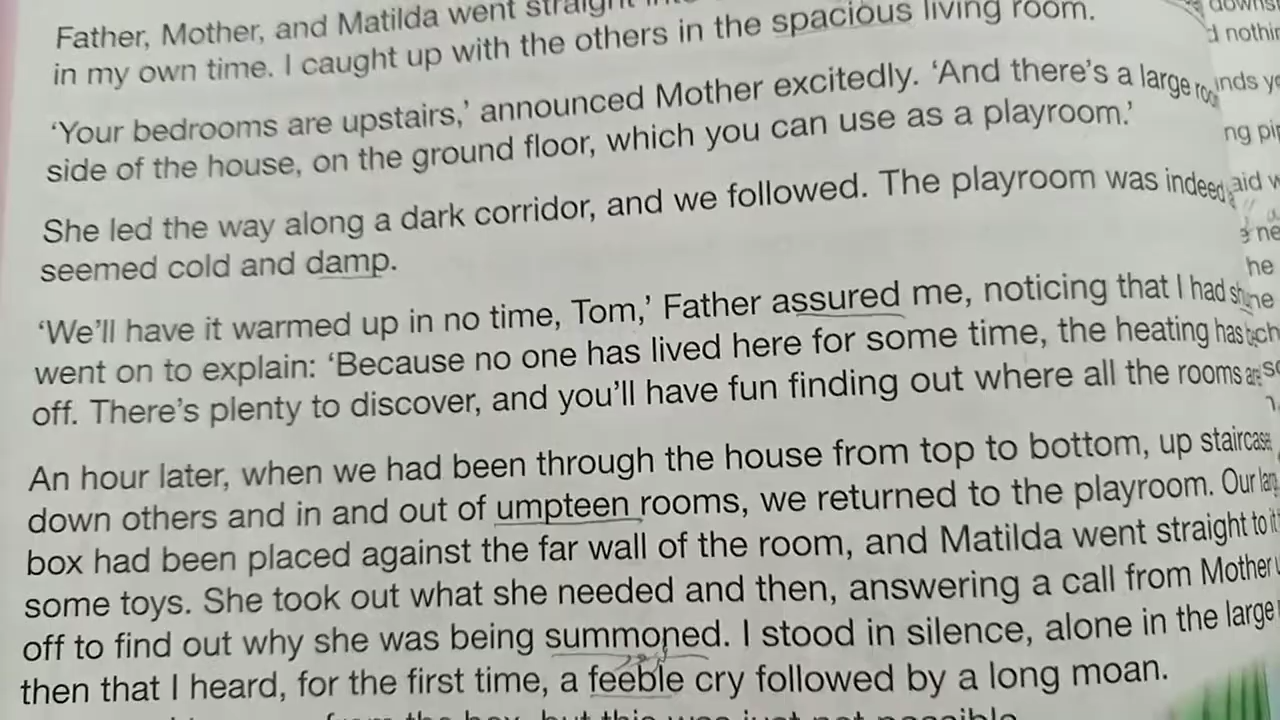 Father, Mother, and Matilda went straight
in my own time. I caught up with the others in the spacious living room.
‘Your bedrooms are upstairs,’ announced Mother excitedly. ‘And there’s a large
side of the house, on the ground floor, which you can use as a playroom.’
She led the way along a dark corridor, and we followed. The playroom was indeed
seemed cold and damp.
‘We’ll have it warmed up in no time, Tom,’ Father assured me, noticing that I had
went on to explain: ‘Because no one has lived here for some time, the heating has
off. There’s plenty to discover, and you’ll have fun finding out where all the rooms
An hour later, when we had been through the house from top to bottom, up
down others and in and out of umpteen rooms, we returned to the playroom. Our
box had been placed against the far wall of the room, and Matilda went straight to
some toys. She took out what she needed and then, answering a call from Mother
off to find out why she was being summoned. I stood in silence, alone in the large
then that I heard, for the first time, a feeble cry followed by a long moan.
from the box, but this was just not possible